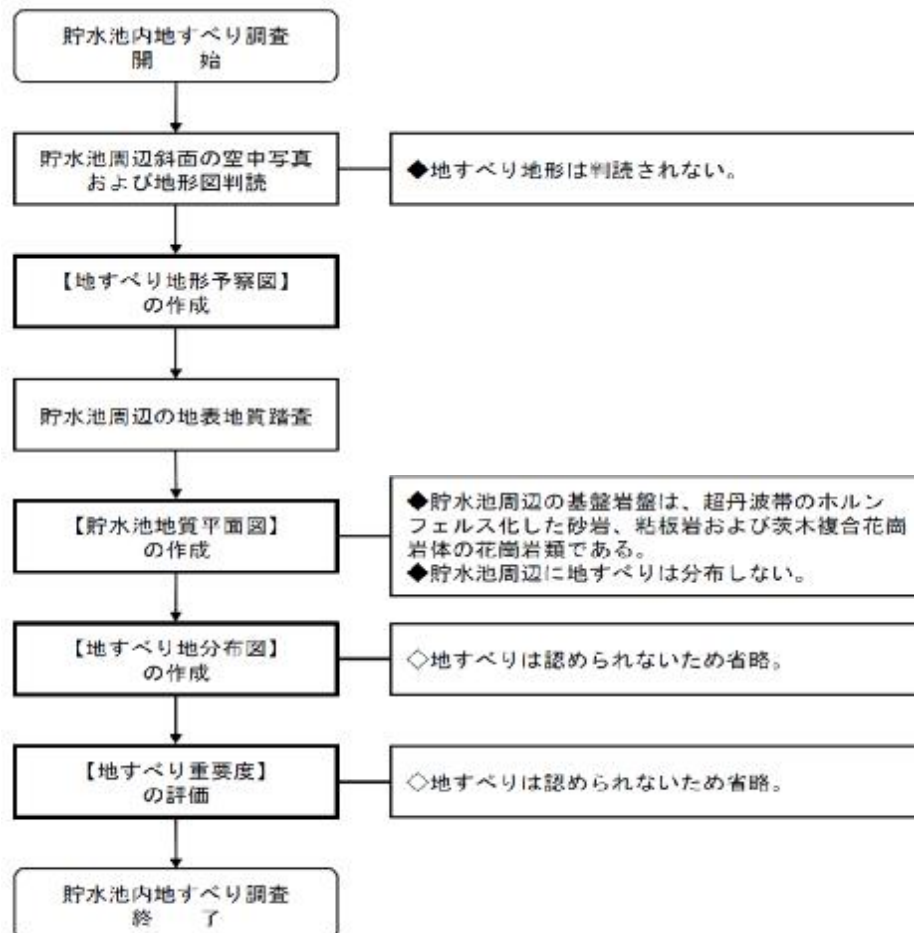 貯水池内地すべり調査
開　　始
貯水池周辺斜面の空中写真
および地形図判読
◆地すべり地形は判読されない。
【地すべり地形予察図】
の作成
貯水池周辺の地表地質踏査
【貯水池地質平面図】
の作成
◆貯水池周辺の基盤岩盤は、超丹波帯のホルン
フェルス化した砂岩、粘板岩および茨木複合花崗
岩体の花崗岩類である。
◆貯水池周辺に地すべりは分布しない。
【地すべり地分布図】
の作成
◇地すべりは認められないため省略。
【地すべり重要度】
の評価
◇地すべりは認められないため省略。
貯水池内地すべり調査
終　　了